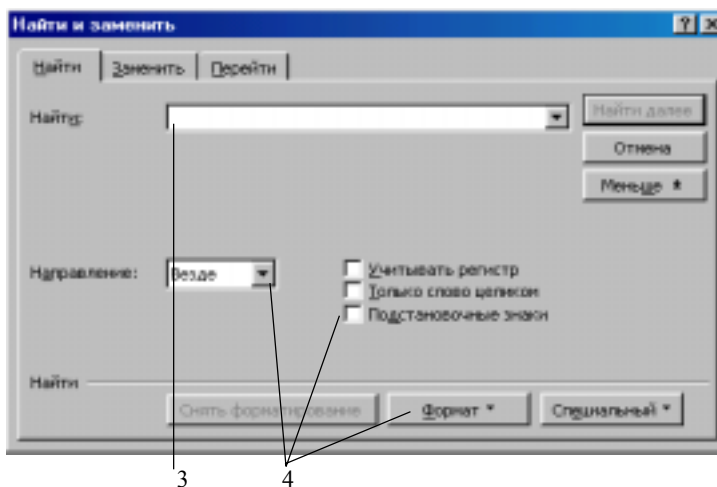 Найти и заменить
Найти Заменить Перейти
Найти: Найти далее
Отмена
Меньше
Направление: Везде Учитывать регистр
Только слово целиком
Подстановочные знаки
Найти
Снять форматирование Формат Специальный
3 4